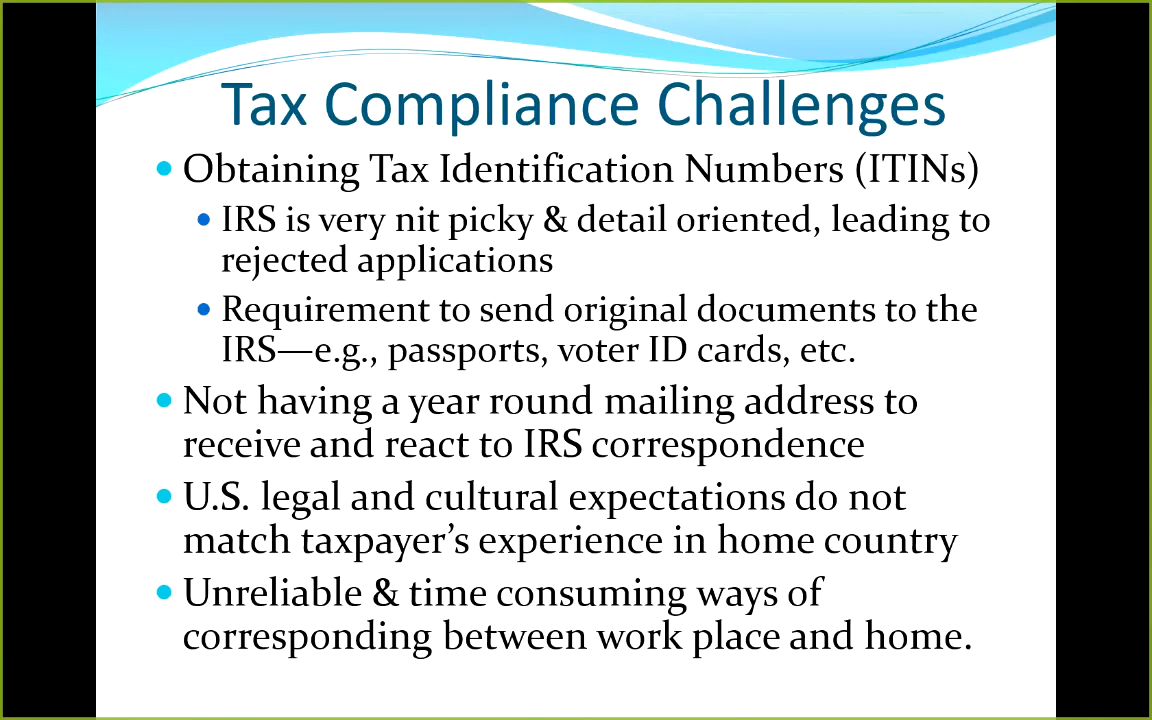 Tax Compliance Challenges
• Obtaining Tax Identification Numbers (ITINs)
• IRS is very nit picky & detail oriented, leading to
rejected applications
• Requirement to send original documents to the
IRS—e.g., passports, voter ID cards, etc.
• Not having a year round mailing address to
receive and react to IRS correspondence
• U.S. legal and cultural expectations do not
match taxpayer’s experience in home country
• Unreliable & time consuming ways of
corresponding between work place and home.